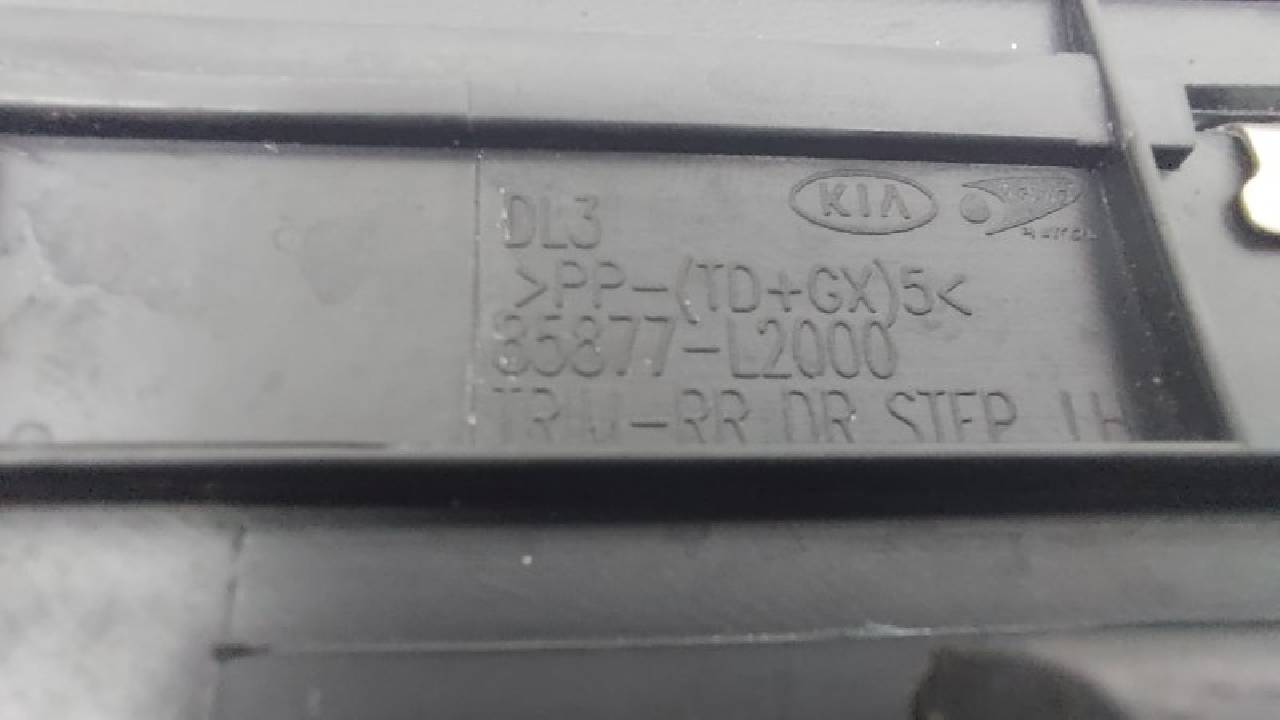 KIA
DL3
>PP-(TD+GX)5<
85877-L2000
TRIM-RR DR STEP LH